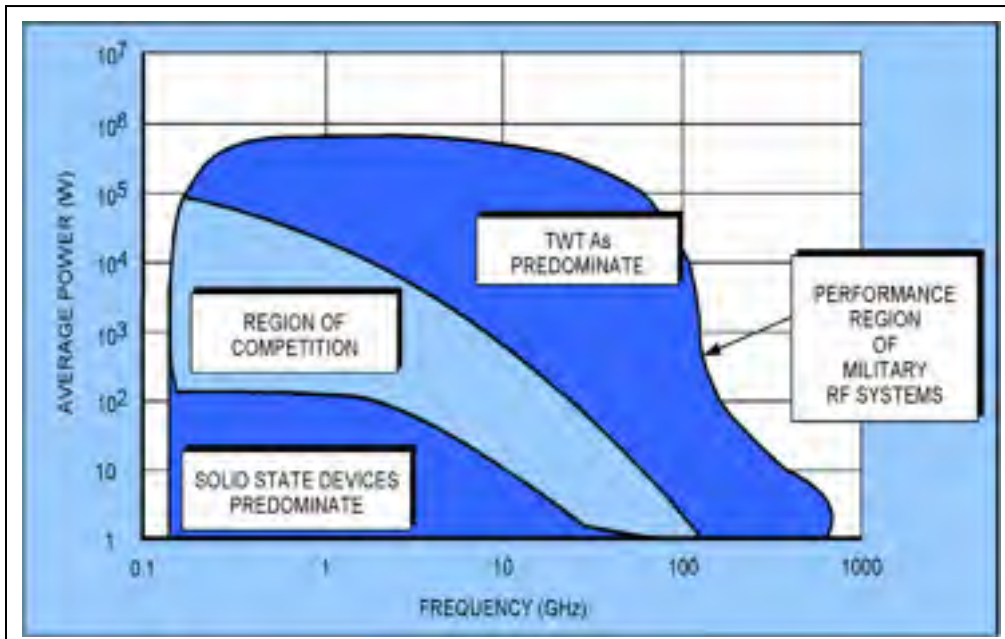 10⁷
10⁶
10⁵
10⁴
10³
10²
10
1
AVERAGE POWER (W)
TWT As
PREDOMINATE
REGION OF
COMPETITION
SOLID STATE DEVICES
PREDOMINATE
PERFORMANCE
REGION
OF
MILITARY
RF SYSTEMS
0.1 1 10 100 1000
FREQUENCY (GHz)